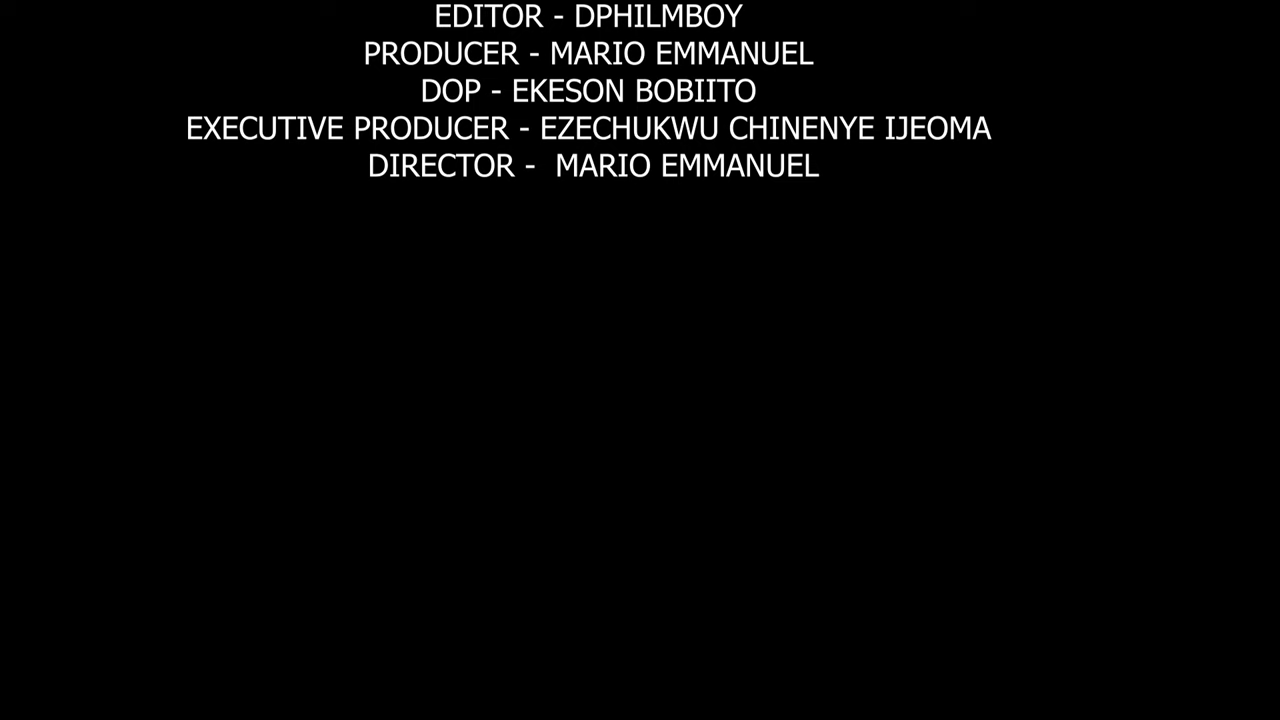 EDITOR - DPHILMBOY
PRODUCER - MARIO EMMANUEL
DOP - EKESON BOBIITO
EXECUTIVE PRODUCER - EZECHUKWU CHINENYE IJEOMA
DIRECTOR -  MARIO EMMANUEL